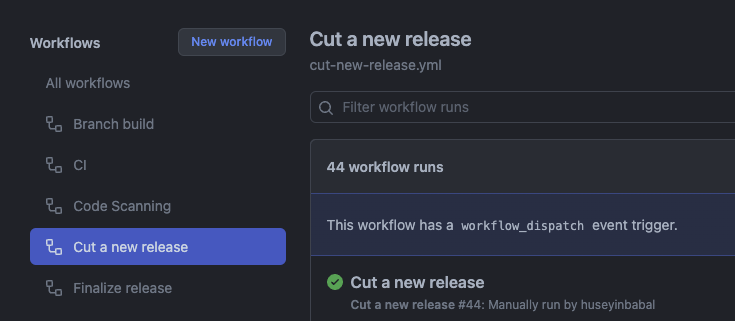 Workflows
New workflow
All workflows
Branch build
CI
Code Scanning
Cut a new release
Finalize release
Cut a new release
cut-new-release.yml
Filter workflow runs
44 workflow runs
This workflow has a workflow_dispatch event trigger.
Cut a new release
Cut a new release #44: Manually run by huseyinbabal